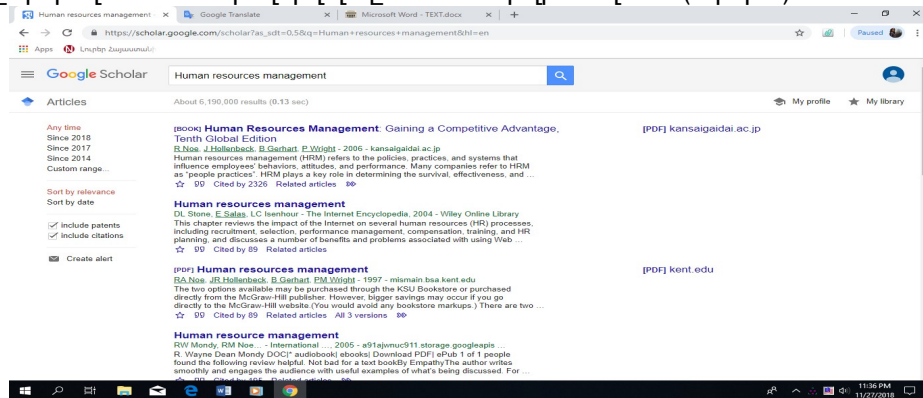 Human resources management
Google Translate
Microsoft Word - TEXT.docx
https://scholar.google.com/scholar?as_sdt=0.5&q=Human+resources+management&hl=en
Paused
Apps
Google Scholar
Human resources management
Articles
About 6,190,000 results (0.13 sec)
My profile
My library
Any time
Since 2018
Since 2017
Since 2014
Custom range...
Sort by relevance
Sort by date
include patents
include citations
Create alert
[BOOK] Human Resources Management: Gaining a Competitive Advantage,
Tenth Global Edition
R Noe, J Hollenbeck, B Gerhart, P Wright - 2006 - kansaigaidai.ac.jp
Human resources management (HRM) refers to the policies, practices, and systems that
influence employees' behaviors, attitudes, and performance. Many companies refer to HRM
as "people practices". HRM plays a key role in determining the survival, effectiveness, and ...
Cited by 2326 Related articles
[PDF] kansaigaidai.ac.jp
Human resources management
DL Stone, E Salas, LC Isenhour - The Internet Encyclopedia, 2004 - Wiley Online Library
This chapter reviews the impact of the Internet on several human resources (HR) processes,
including recruitment, selection, performance management, compensation, training, and HR
planning, and discusses a number of benefits and problems associated with using Web ...
Cited by 89 Related articles
[PDF] Human resources management
RA Noe, JR Hollenbeck, B Gerhart, PM Wright - 1997 - mismain.bsa.kent.edu
The two options available may be purchased through the KSU Bookstore or purchased
directly from the McGraw-Hill publisher. However, bigger savings may occur if you go
directly to the McGraw-Hill website.(You would avoid any bookstore markups.) There are two ...
Cited by 89 Related articles All 3 versions
[PDF] kent.edu
Human resource management
RW Mondy, RM Noe... - International ..., 2005 - a91ajwnuc911.storage.googleapis ...
R. Wayne Dean Mondy DOC|* audiobook| ebooks| Download PDF| ePub 1 of 1 people
found the following review helpful. Not bad for a text bookBy EmpathyThe author writes
smoothly and engages the audience with useful examples of what's being discussed. For ...
Cited by 195 Related articles
11:36 PM
11/27/2018